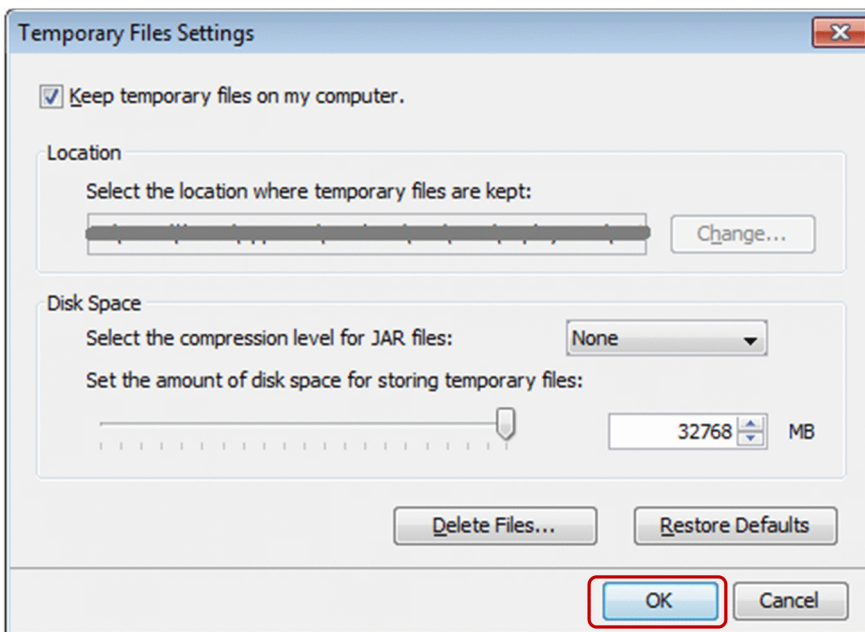 Temporary Files Settings
Keep temporary files on my computer.
Location
Select the location where temporary files are kept:
Change...
Disk Space
Select the compression level for JAR files: None
Set the amount of disk space for storing temporary files:
32768 MB
Delete Files... Restore Defaults
OK Cancel